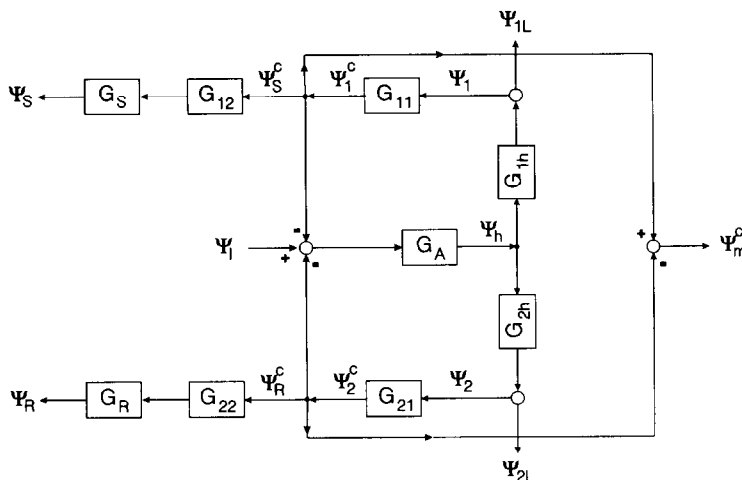 Ψ1L
ΨS GS G12 ΨSc Ψ1c G11 Ψ1
G1h
ΨI + - - GA Ψh + - Ψmc
G2h
ΨR GR G22 ΨRc Ψ2c G21 Ψ2
Ψ2L